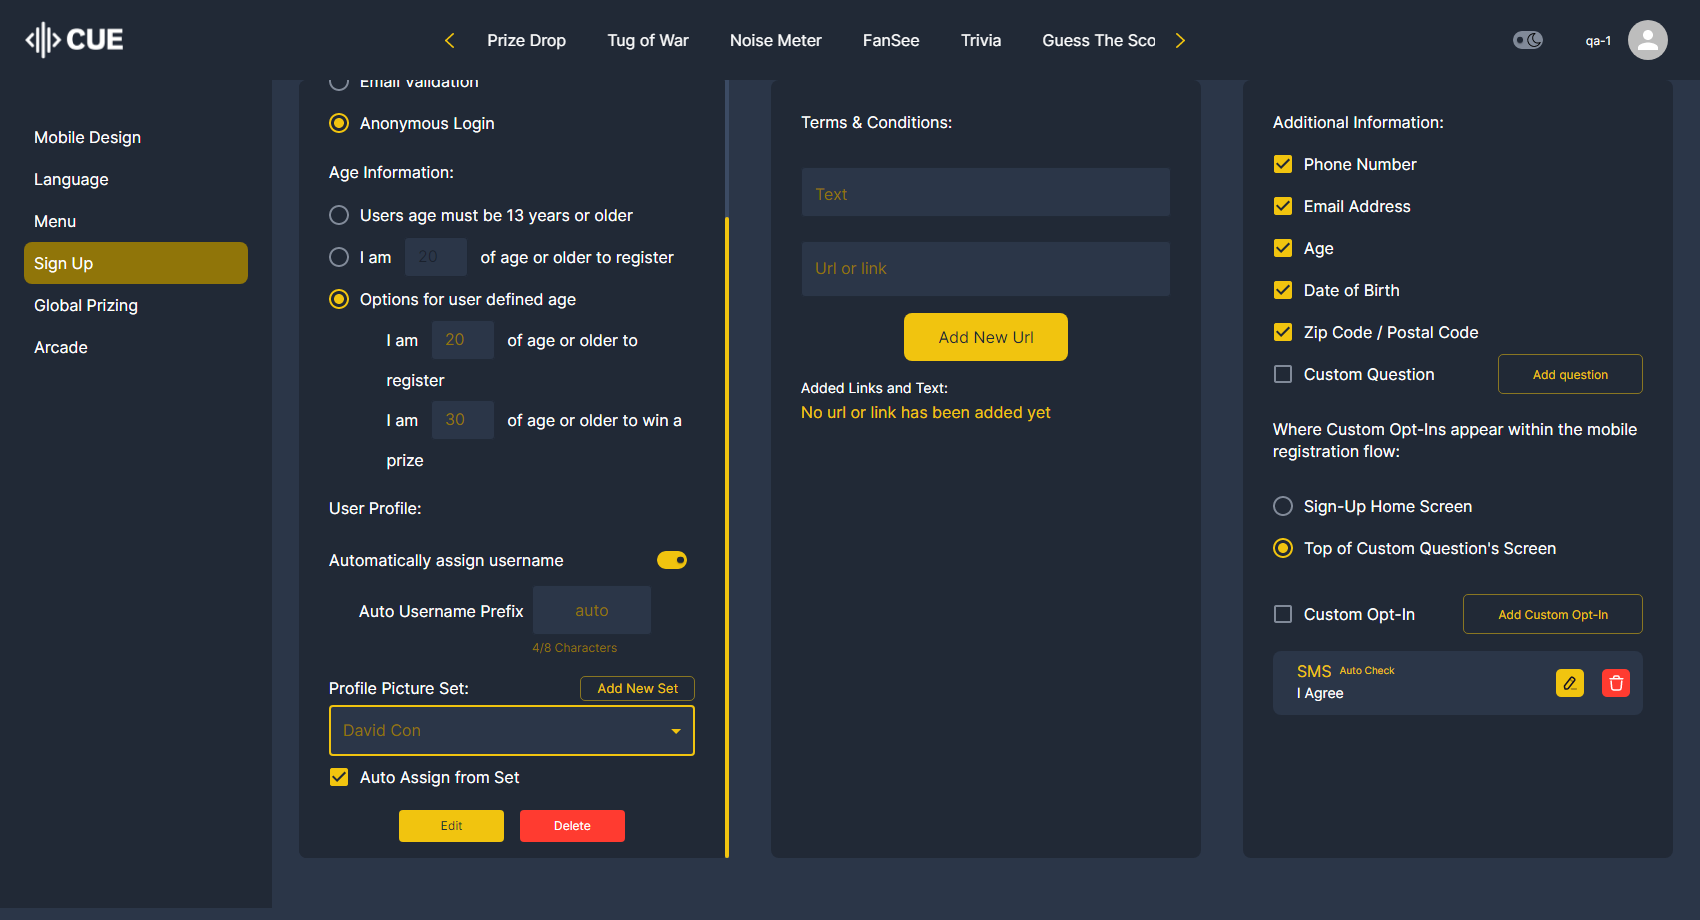 CUE
Prize Drop
Tug of War
Noise Meter
FanSee
Trivia
Guess The Sco
qa-1
Mobile Design
Language
Menu
Sign Up
Global Prizing
Arcade
Email Validation
Anonymous Login
Age Information:
Users age must be 13 years or older
I am 20 of age or older to register
Options for user defined age
I am 20 of age or older to
register
I am 30 of age or older to win a
prize
User Profile:
Automatically assign username
Auto Username Prefix auto
4/8 Characters
Profile Picture Set:
Add New Set
David Con
Auto Assign from Set
Edit
Delete
Terms & Conditions:
Text
Url or link
Add New Url
Added Links and Text:
No url or link has been added yet
Additional Information:
Phone Number
Email Address
Age
Date of Birth
Zip Code / Postal Code
Custom Question
Add question
Where Custom Opt-Ins appear within the mobile
registration flow:
Sign-Up Home Screen
Top of Custom Question's Screen
Custom Opt-In
Add Custom Opt-In
SMS Auto Check
I Agree